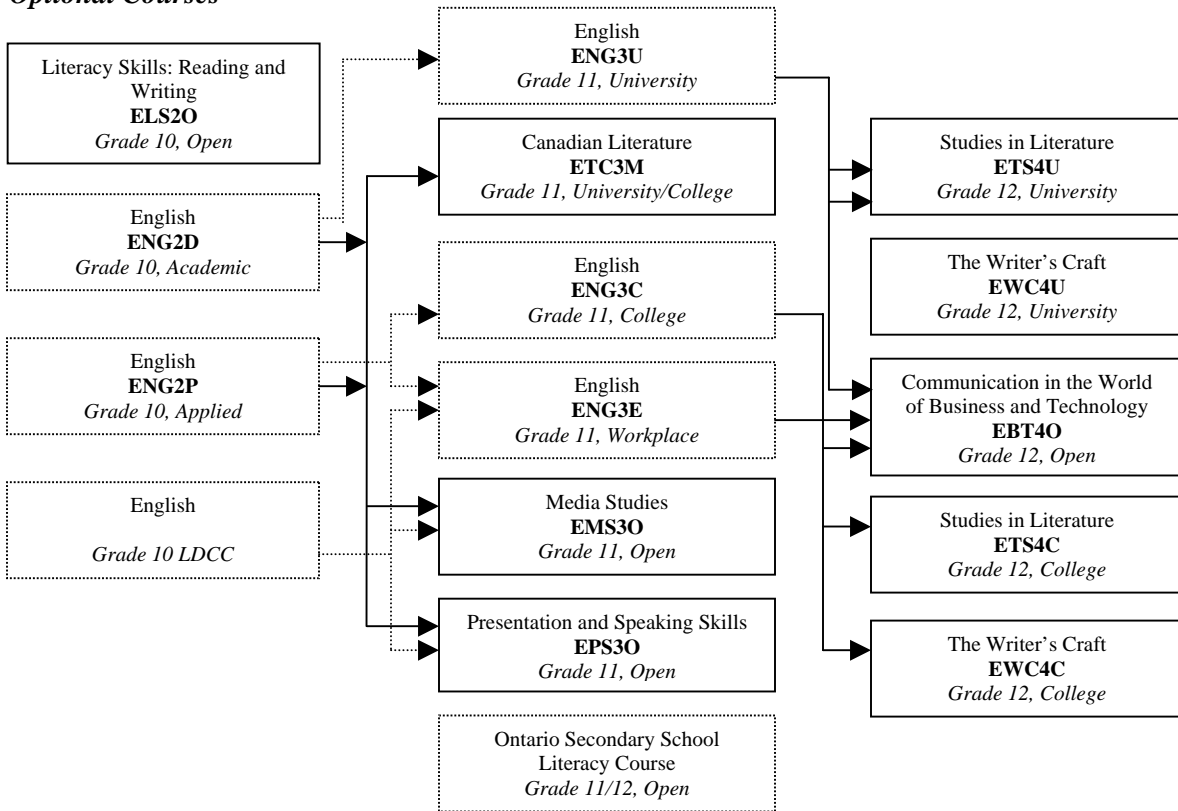 Optional Courses
Literacy Skills: Reading and
Writing
ELS2O
Grade 10, Open
English
ENG2D
Grade 10, Academic
English
ENG2P
Grade 10, Applied
English
Grade 10 LDCC
English
ENG3U
Grade 11, University
Canadian Literature
ETC3M
Grade 11, University/College
English
ENG3C
Grade 11, College
English
ENG3E
Grade 11, Workplace
Media Studies
EMS3O
Grade 11, Open
Presentation and Speaking Skills
EPS3O
Grade 11, Open
Ontario Secondary School
Literacy Course
Grade 11/12, Open
Studies in Literature
ETS4U
Grade 12, University
The Writer’s Craft
EWC4U
Grade 12, University
Communication in the World
of Business and Technology
EBT4O
Grade 12, Open
Studies in Literature
ETS4C
Grade 12, College
The Writer’s Craft
EWC4C
Grade 12, College